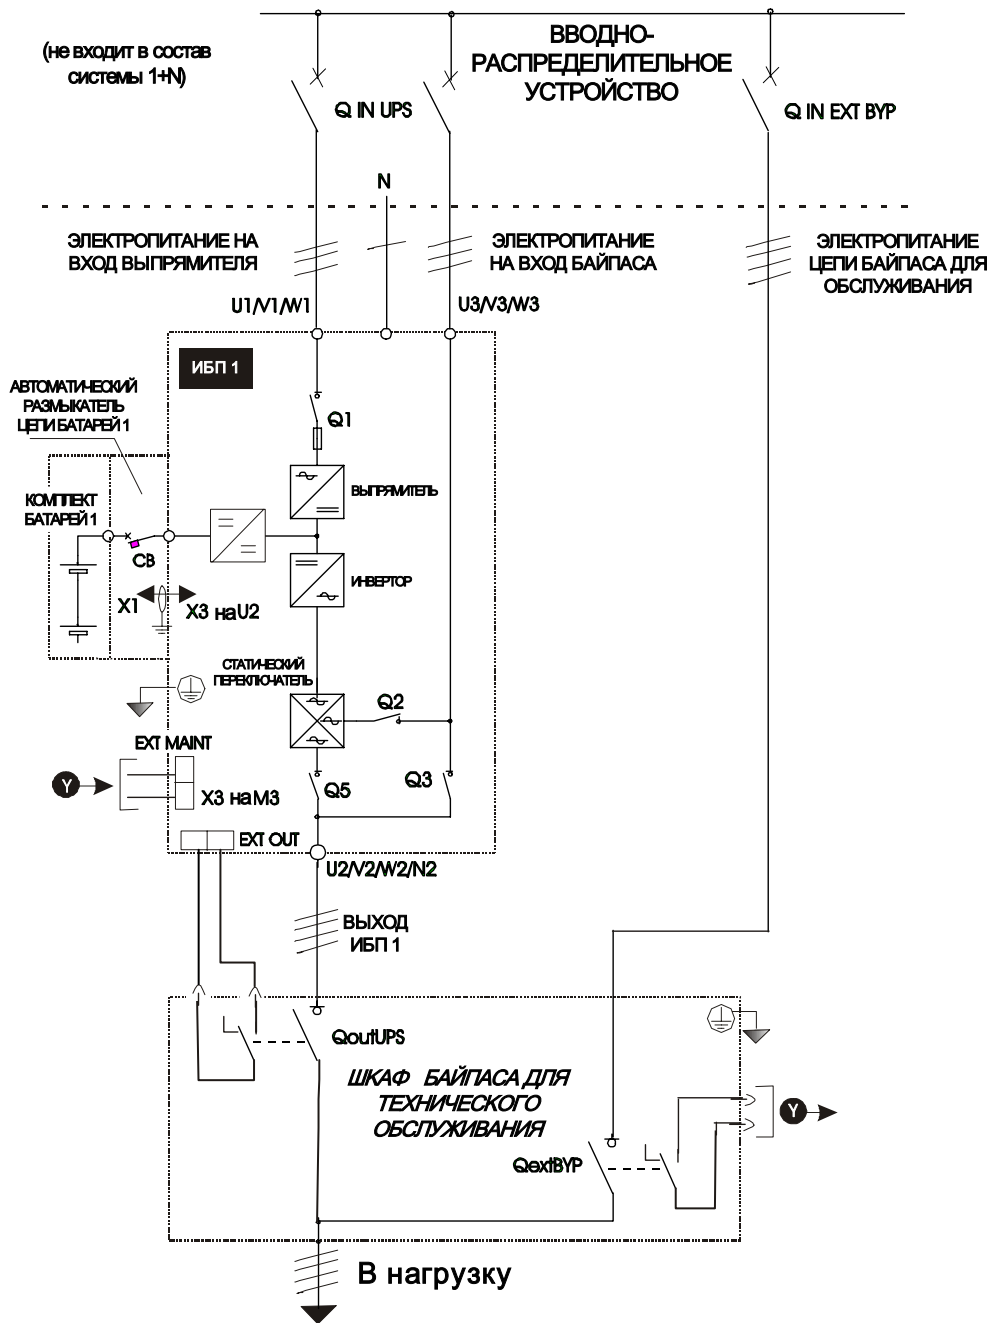 (не входит в состав
системы 1+N)
ВВОДНО-
РАСПРЕДЕЛИТЕЛЬНОЕ
УСТРОЙСТВО
Q IN UPS
Q IN EXT BYP
N
ЭЛЕКТРОПИТАНИЕ НА
ВХОД ВЫПРЯМИТЕЛЯ
ЭЛЕКТРОПИТАНИЕ
НА ВХОД БАЙПАСА
ЭЛЕКТРОПИТАНИЕ
ЦЕПИ БАЙПАСА ДЛЯ
ОБСЛУЖИВАНИЯ
U1/V1/W1
U3/V3/W3
ИБП 1
АВТОМАТИЧЕСКИЙ
РАЗМЫКАТЕЛЬ
ЦЕПИ БАТАРЕЙ 1
Q1
ВЫПРЯМИТЕЛЬ
КОМПЛЕКТ
БАТАРЕЙ 1
CB
ИНВЕРТОР
X1
X3 на U2
СТАТИЧЕСКИЙ
ПЕРЕКЛЮЧАТЕЛЬ
Q2
EXT MAINT
Y
X3 на M3
Q5
Q3
EXT OUT
U2/V2/W2/N2
ВЫХОД
ИБП 1
QoutUPS
ШКАФ БАЙПАСА ДЛЯ
ТЕХНИЧЕСКОГО
ОБСЛУЖИВАНИЯ
Y
QextBYP
В нагрузку